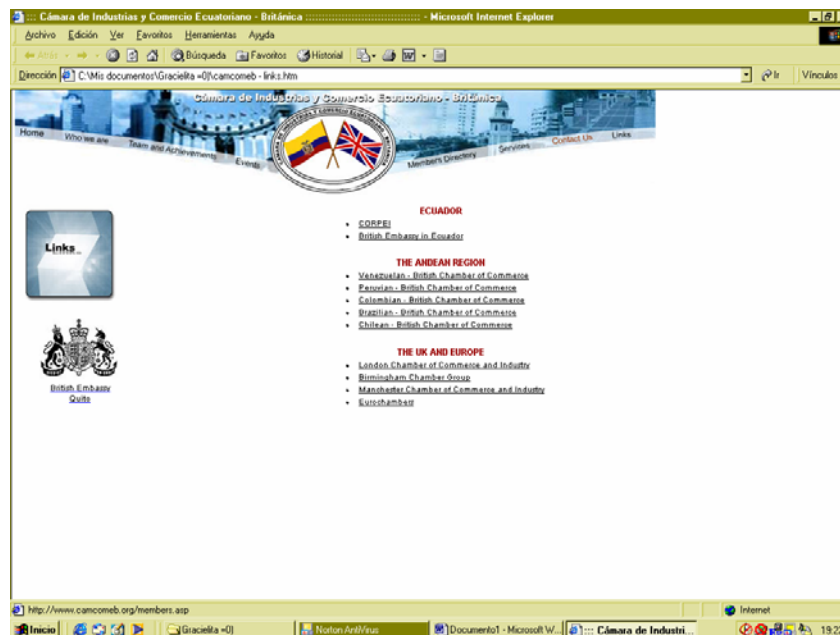 ::: Cámara de Industrias y Comercio Ecuatoriano - Británica ::::::::::::::::::::::::::::::::::: - Microsoft Internet Explorer
Archivo Edición Ver Favoritos Herramientas Ayuda
Atrás Búsqueda Favoritos Historial
Dirección C:\Mis documentos\Gracielita =0)\camcomeb - links.htm Ir Vínculos
Cámara de Industrias y Comercio Ecuatoriano - Británica
Home Who we are Team and Achievements Events Members Directory Services Contact Us Links
ECUADOR
CORPEI
British Embassy in Ecuador
Links
THE ANDEAN REGION
Venezuelan - British Chamber of Commerce
Peruvian - British Chamber of Commerce
Colombian - British Chamber of Commerce
Brazilian - British Chamber of Commerce
Chilean - British Chamber of Commerce
THE UK AND EUROPE
London Chamber of Commerce and Industry
Birmingham Chamber Group
Manchester Chamber of Commerce and Industry
Eurochambers
British Embassy
Quito
http://www.camcomeb.org/members.asp Internet
Inicio Gracielita =0) Norton AntiVirus Documento1 - Microsoft W... ::: Cámara de Industri...